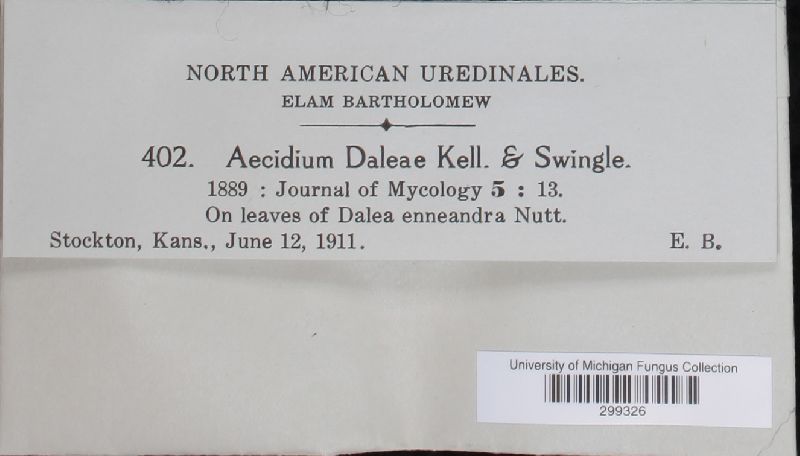 NORTH AMERICAN UREDINALES.
ELAM BARTHOLOMEW
402. Aecidium Daleae Kell. & Swingle.
1889 : Journal of Mycology 5 : 13.
On leaves of Dalea enneandra Nutt.
Stockton, Kans., June 12, 1911. E. B.
University of Michigan Fungus Collection
299326